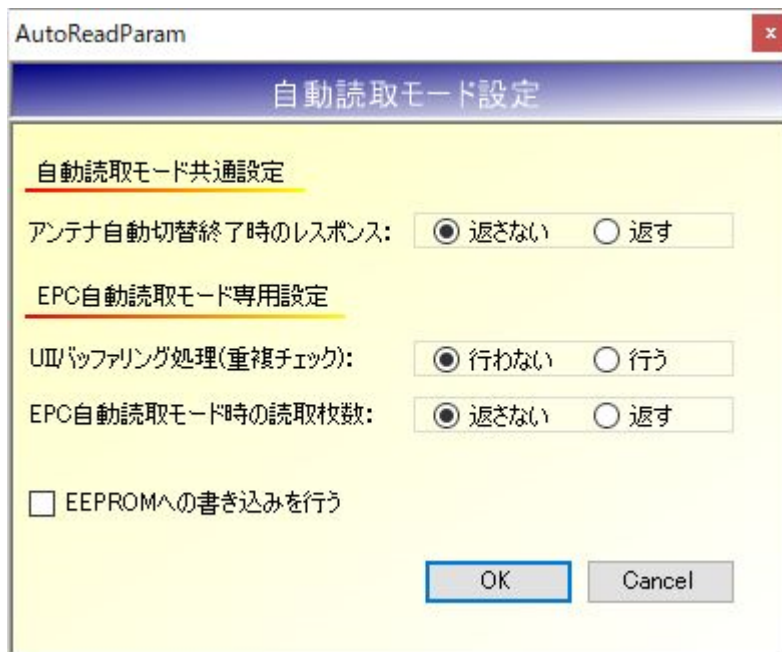 AutoReadParam
x
自動読取モード設定
自動読取モード共通設定
アンテナ自動切替終了時のレスポンス: 返さない 返す
EPC自動読取モード専用設定
UIIバッファリング処理(重複チェック): 行わない 行う
EPC自動読取モード時の読取枚数: 返さない 返す
EEPROMへの書き込みを行う
OK Cancel